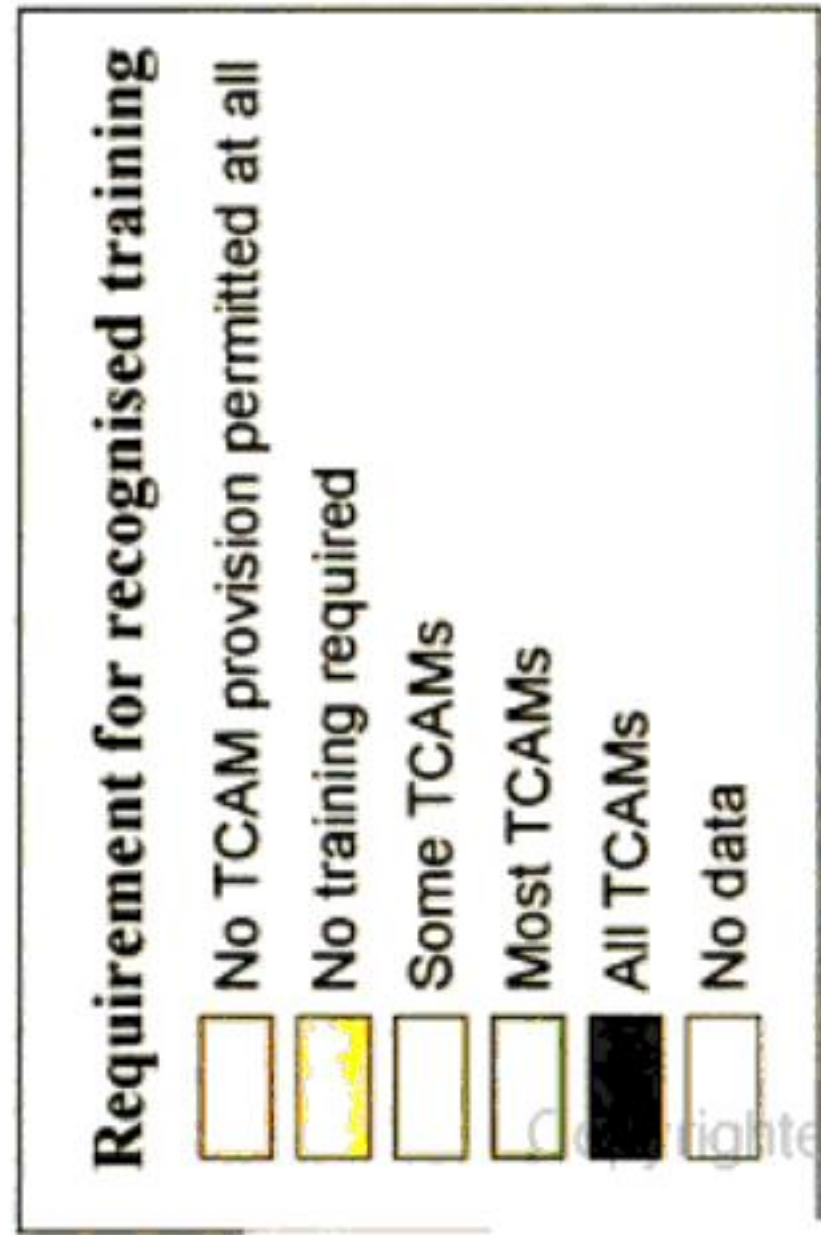 Requirement for recognised training
No TCAM provision permitted at all
No training required
Some TCAMs
Most TCAMs
All TCAMs
No data